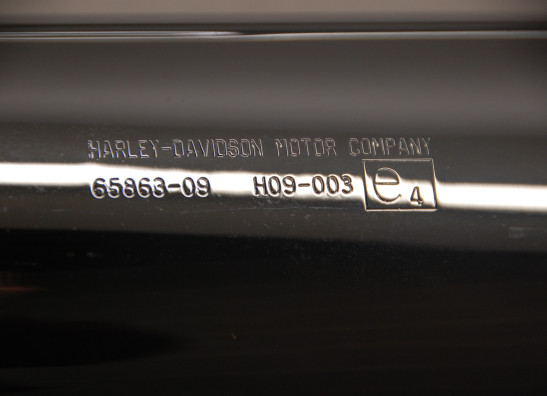 HARLEY-DAVIDSON MOTOR COMPANY
65863-09 H09-003 e4